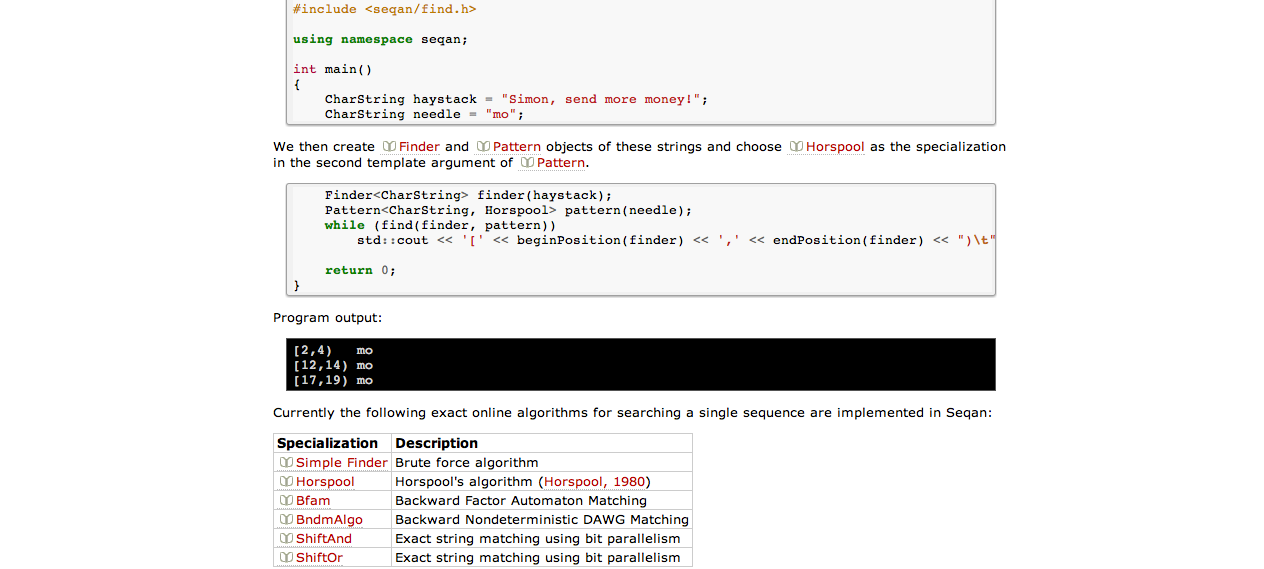 #include <seqan/find.h>
using namespace seqan;
int main()
{
    CharString haystack = "Simon, send more money!";
    CharString needle = "mo";
We then create Finder and Pattern objects of these strings and choose Horspool as the specialization
in the second template argument of Pattern.
    Finder<CharString> finder(haystack);
    Pattern<CharString, Horspool> pattern(needle);
    while (find(finder, pattern))
        std::cout << '[' << beginPosition(finder) << ',' << endPosition(finder) << ")\t"
    return 0;
}
Program output:
[2,4)   mo
[12,14) mo
[17,19) mo
Currently the following exact online algorithms for searching a single sequence are implemented in Seqan:
Specialization Description
Simple Finder Brute force algorithm
Horspool Horspool's algorithm (Horspool, 1980)
Bfam Backward Factor Automaton Matching
BndmAlgo Backward Nondeterministic DAWG Matching
ShiftAnd Exact string matching using bit parallelism
ShiftOr Exact string matching using bit parallelism